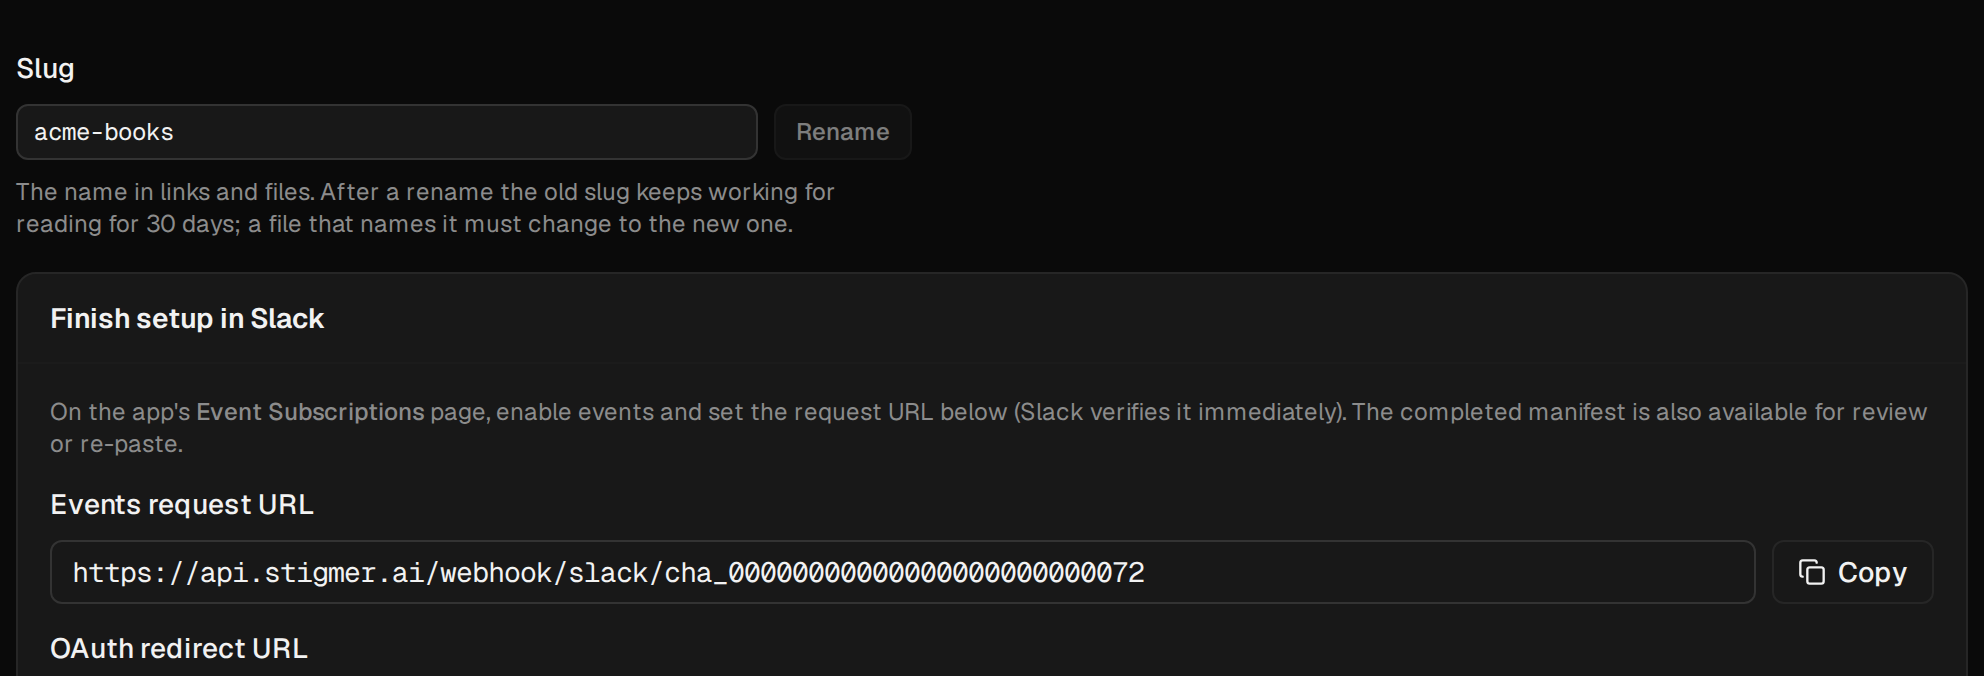 Slug
acme-books
Rename
The name in links and files. After a rename the old slug keeps working for
reading for 30 days; a file that names it must change to the new one.
Finish setup in Slack
On the app's Event Subscriptions page, enable events and set the request URL below (Slack verifies it immediately). The completed manifest is also available for review
or re-paste.
Events request URL
https://api.stigmer.ai/webhook/slack/cha_00000000000000000000000072
Copy
OAuth redirect URL